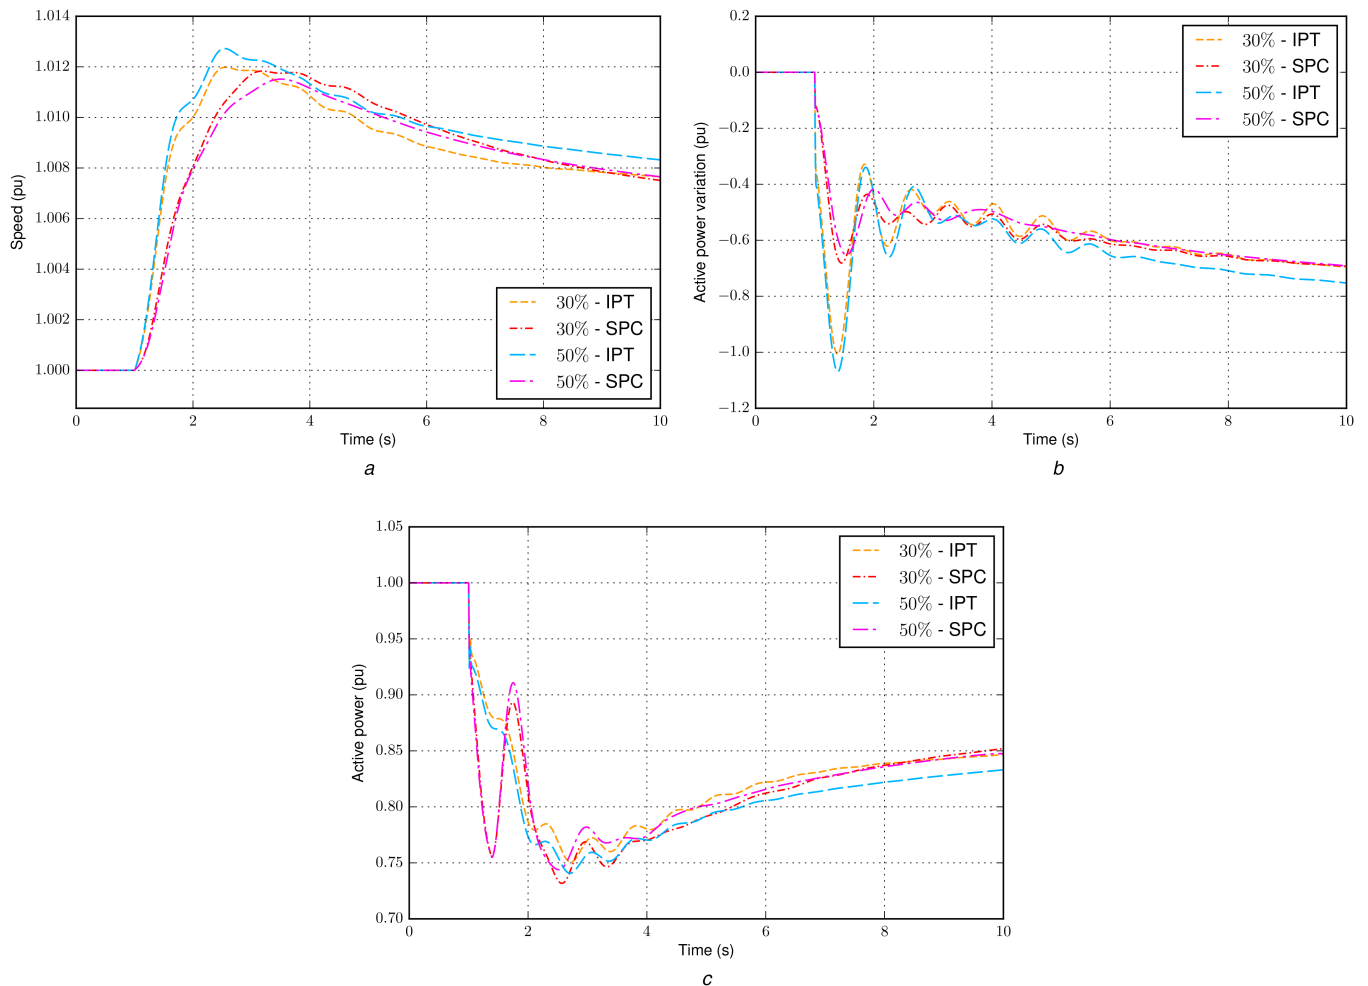 1.014
1.012
1.010
1.008
1.006
1.004
1.002
1.000
Speed (pu)
30% - IPT
30% - SPC
50% - IPT
50% - SPC
0 2 4 6 8 10
Time (s)
a
0.2
0.0
−0.2
−0.4
−0.6
−0.8
−1.0
−1.2
Active power variation (pu)
30% - IPT
30% - SPC
50% - IPT
50% - SPC
0 2 4 6 8 10
Time (s)
b
1.05
1.00
0.95
0.90
0.85
0.80
0.75
0.70
Active power (pu)
30% - IPT
30% - SPC
50% - IPT
50% - SPC
0 2 4 6 8 10
Time (s)
c